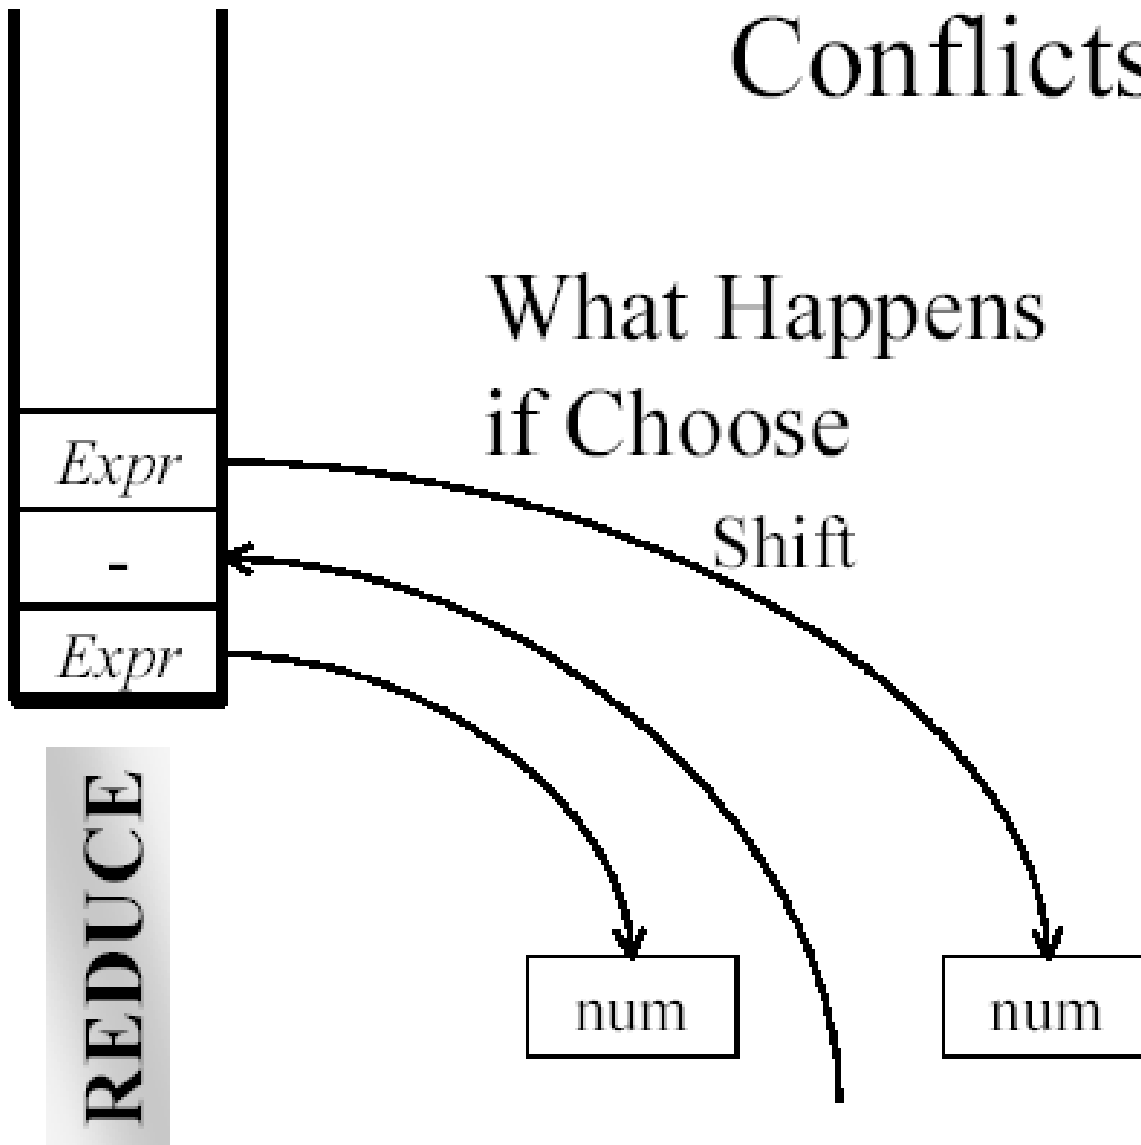 Conflicts
What Happens
if Choose
Shift
Expr
-
Expr
REDUCE
num
num